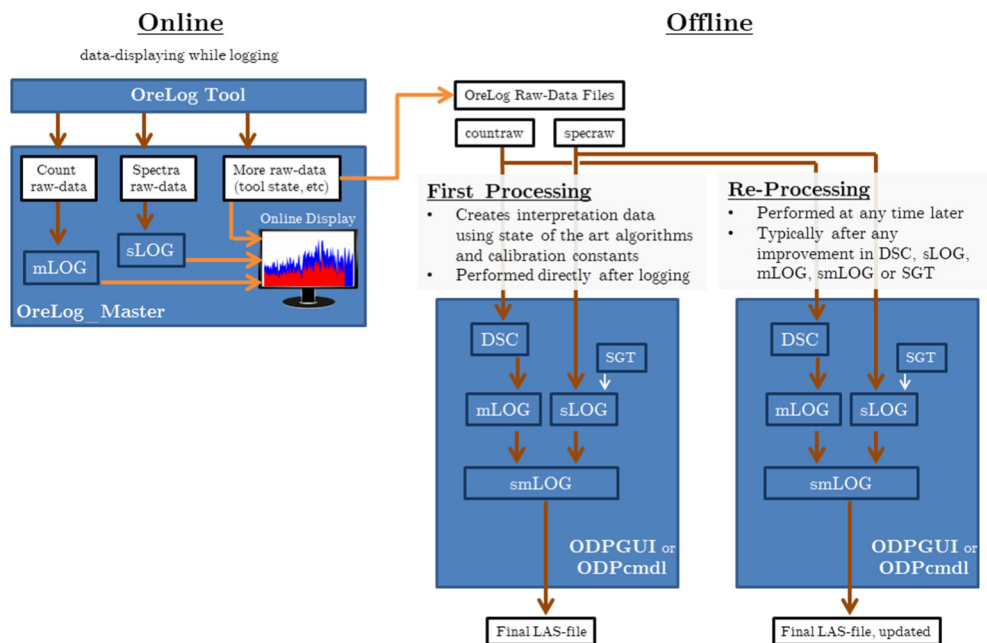 Online
data-displaying while logging
OreLog Tool
Count
raw-data
Spectra
raw-data
More raw-data
(tool state, etc)
Online Display
sLOG
mLOG
OreLog_Master
Offline
OreLog Raw-Data Files
countraw
specraw
First Processing
• Creates interpretation data
using state of the art algorithms
and calibration constants
• Performed directly after logging
DSC
SGT
mLOG
sLOG
smLOG
ODPGUI or
ODPcmdl
Final LAS-file
Re-Processing
• Performed at any time later
• Typically after any
improvement in DSC, sLOG,
mLOG, smLOG or SGT
DSC
SGT
mLOG
sLOG
smLOG
ODPGUI or
ODPcmdl
Final LAS-file, updated